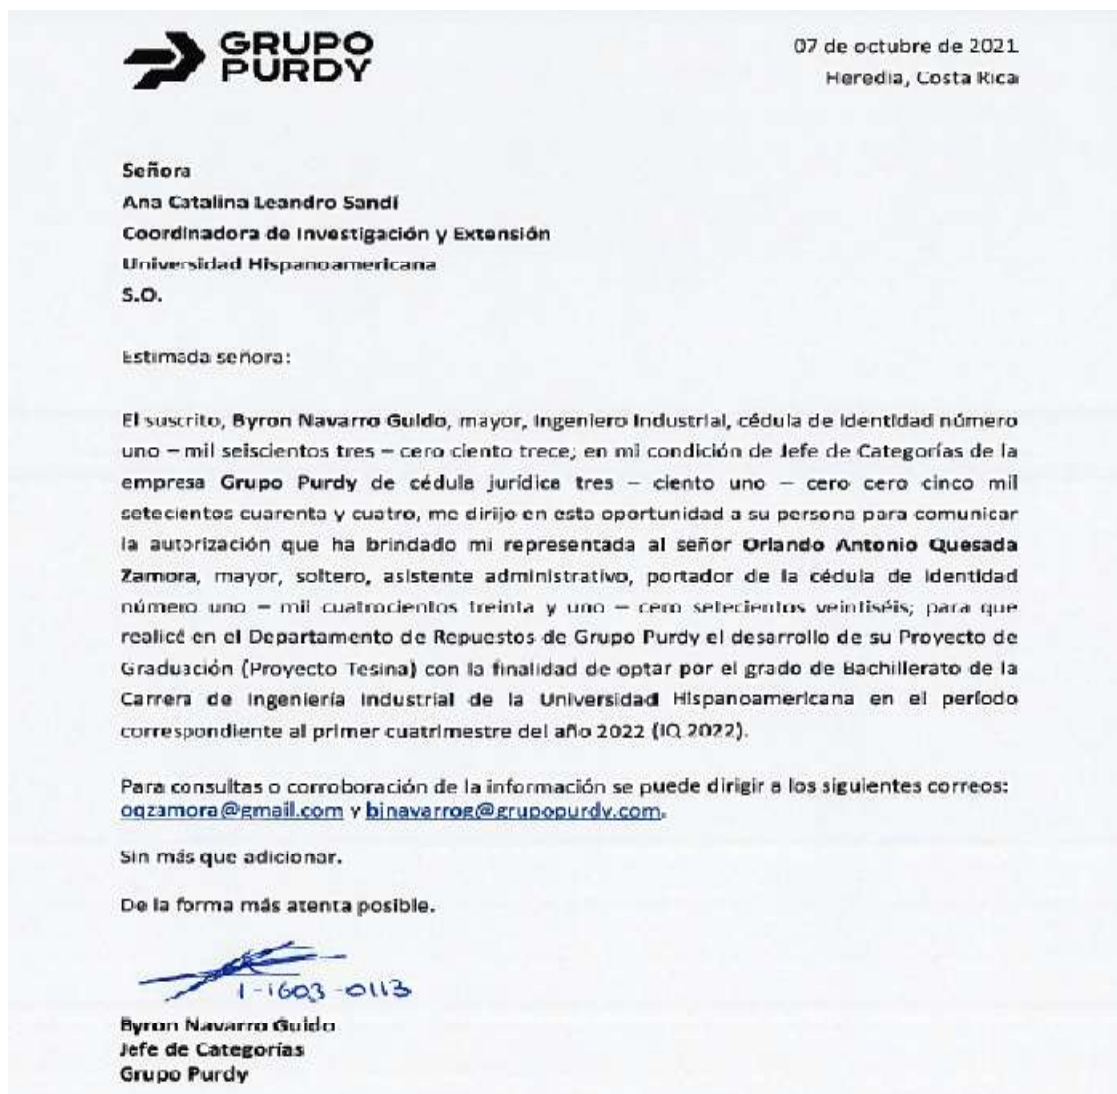 GRUPO
PURDY
07 de octubre de 2021
Heredia, Costa Rica
Señora
Ana Catalina Leandro Sandí
Coordinadora de Investigación y Extensión
Universidad Hispanoamericana
S.O.
Estimada señora:
El suscrito, Byron Navarro Guido, mayor, Ingeniero Industrial, cédula de identidad número
uno – mil seiscientos tres – cero ciento trece; en mi condición de Jefe de Categorías de la
empresa Grupo Purdy de cédula jurídica tres – ciento uno – cero cero cinco mil
setecientos cuarenta y cuatro, me dirijo en esta oportunidad a su persona para comunicar
la autorización que ha brindado mi representada al señor Orlando Antonio Quesada
Zamora, mayor, soltero, asistente administrativo, portador de la cédula de identidad
número uno – mil cuatrocientos treinta y uno – cero setecientos veintiséis; para que
realicé en el Departamento de Repuestos de Grupo Purdy el desarrollo de su Proyecto de
Graduación (Proyecto Tesina) con la finalidad de optar por el grado de Bachillerato de la
Carrera de Ingeniería Industrial de la Universidad Hispanoamericana en el período
correspondiente al primer cuatrimestre del año 2022 (IQ 2022).
Para consultas o corroboración de la información se puede dirigir a los siguientes correos:
oqzamora@gmail.com y binavarrog@grupopurdy.com.
Sin más que adicionar.
De la forma más atenta posible.
1-1603-0113
Byron Navarro Guido
Jefe de Categorías
Grupo Purdy